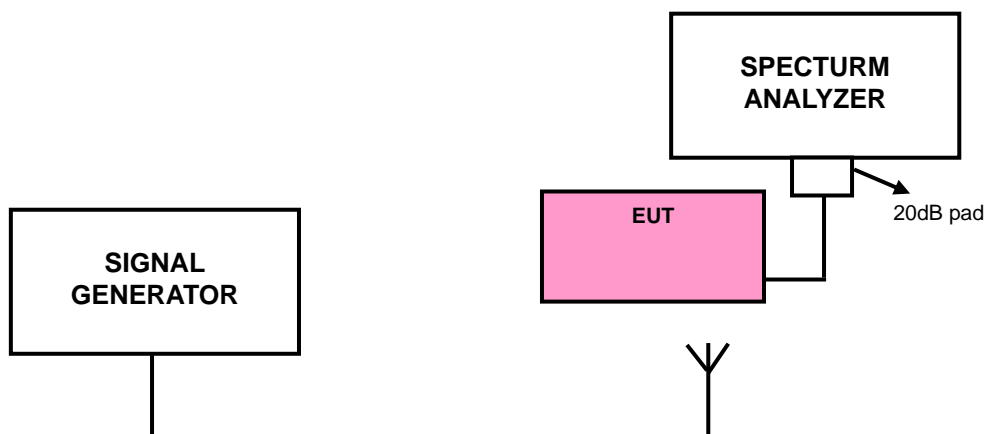 SPECTURM
ANALYZER
20dB pad
EUT
SIGNAL
GENERATOR